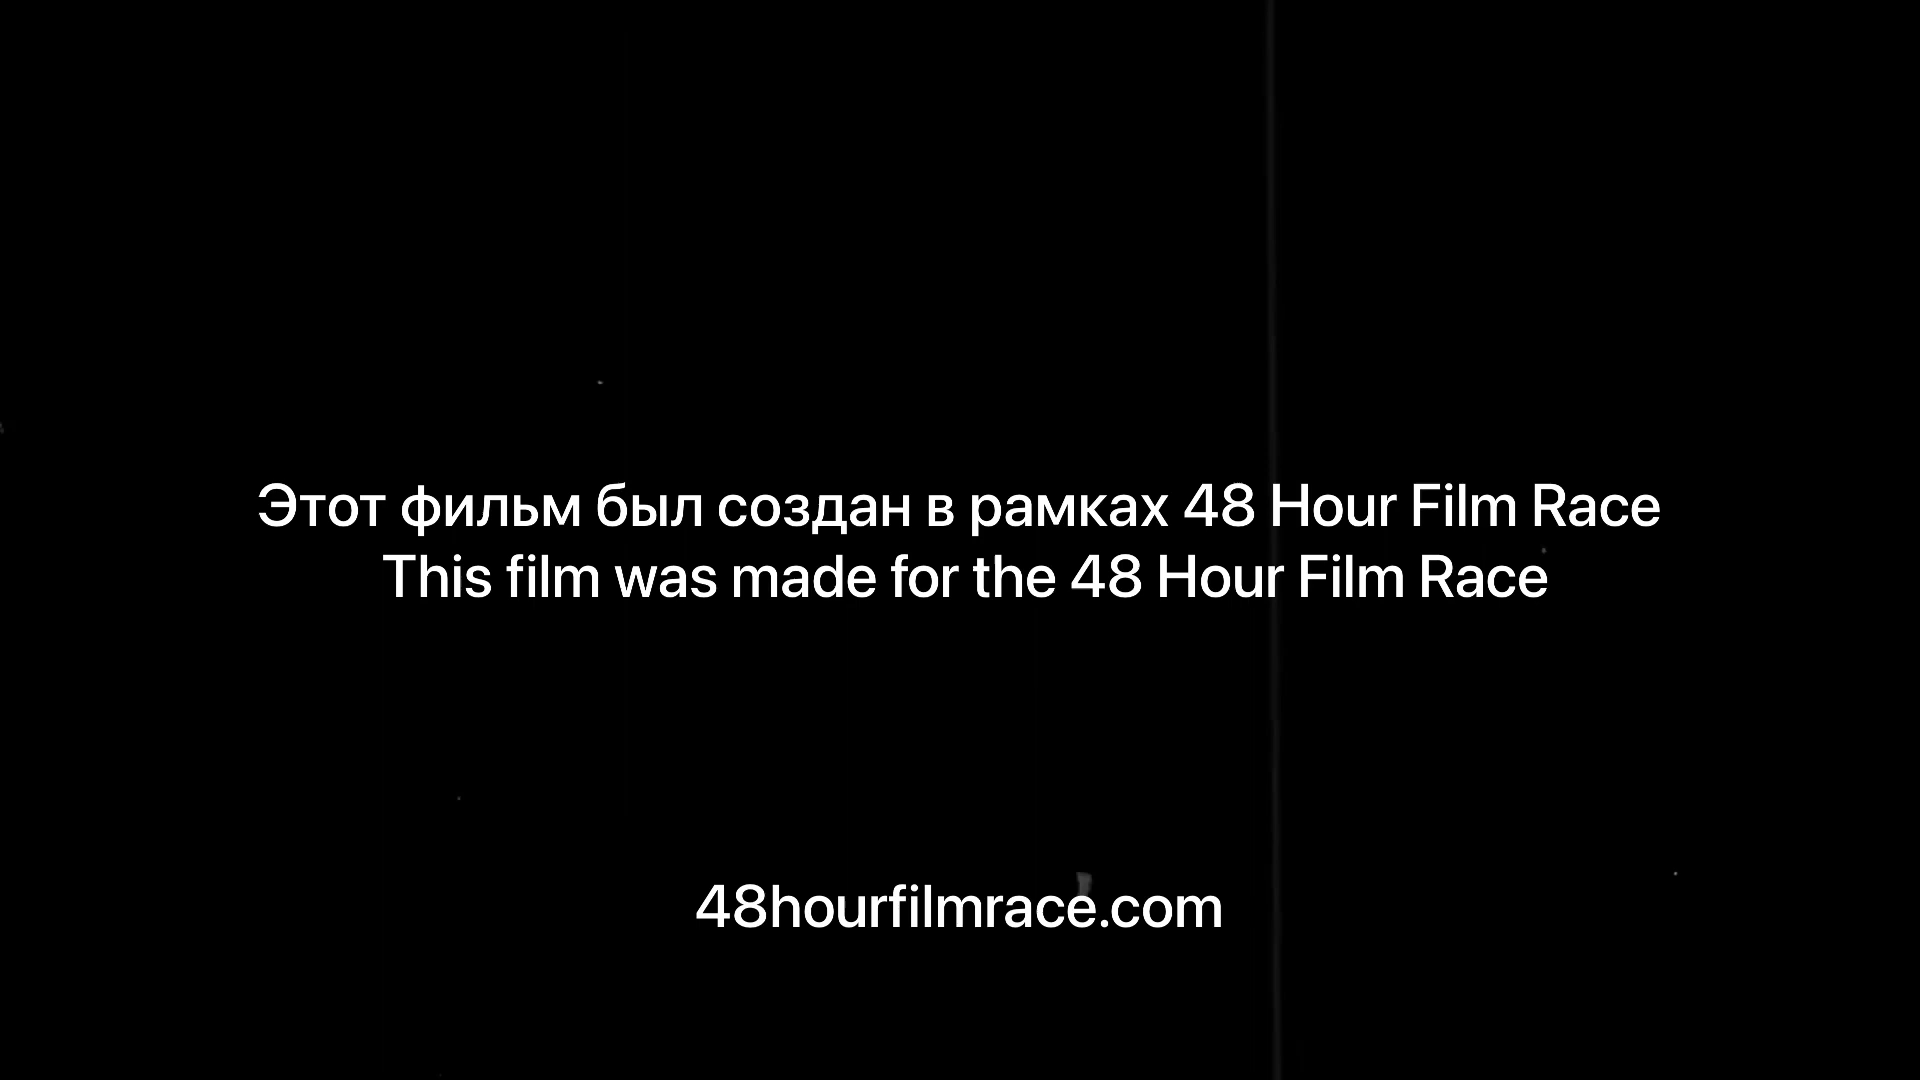 Этот фильм был создан в рамках 48 Hour Film Race
This film was made for the 48 Hour Film Race
48hourfilmrace.com